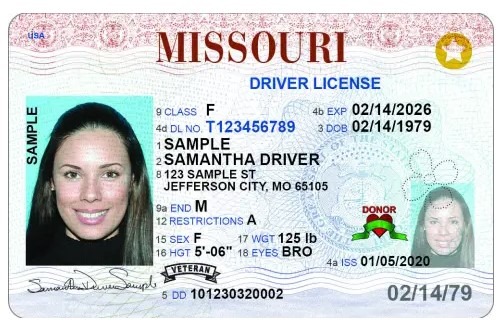 USA
MISSOURI
DRIVER LICENSE
9 CLASS F
4b EXP 02/14/2026
4d DL NO. T123456789
3 DOB 02/14/1979
1 SAMPLE
2 SAMANTHA DRIVER
8 123 SAMPLE ST
JEFFERSON CITY, MO 65105
9a END M
12 RESTRICTIONS A
DONOR
15 SEX F 17 WGT 125 lb
16 HGT 5'-06" 18 EYES BRO
4a ISS 01/05/2020
VETERAN
5 DD 101230320002
02/14/79
SAMPLE
Samantha Driver Sample